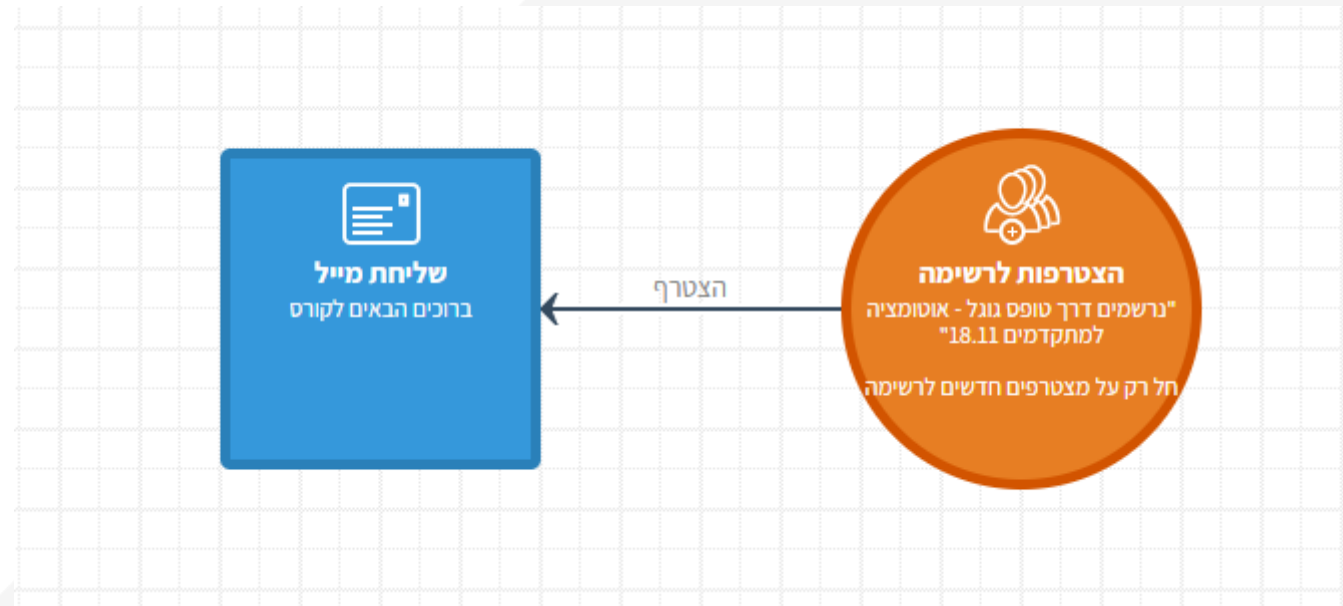 הצטרפות לרשימה
"נרשמים דרך טופס גוגל - אוטומציה
למתקדמים 18.11"
חל רק על מצטרפים חדשים לרשימה
הצטרף
שליחת מייל
ברוכים הבאים לקורס